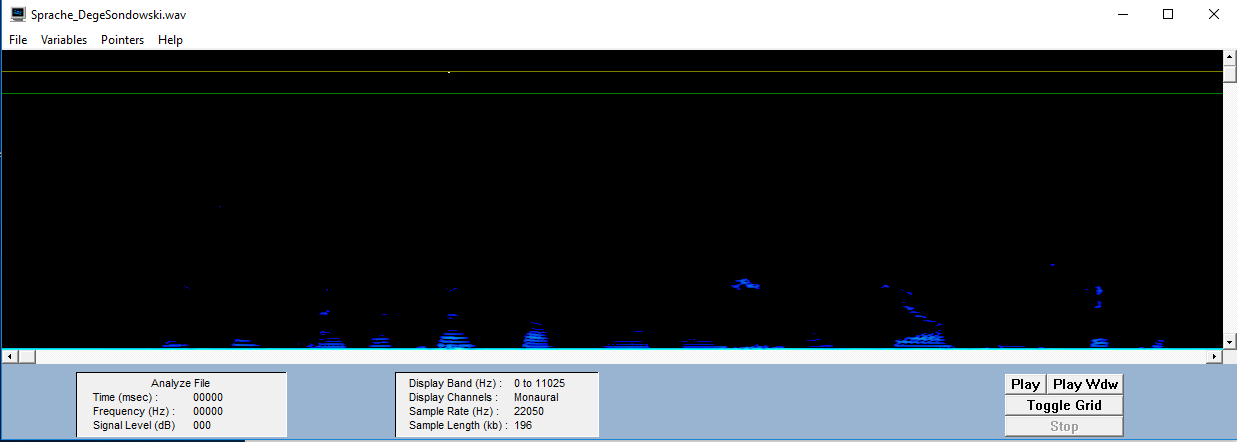 Sprache_DegeSondowski.wav
File Variables Pointers Help
Analyze File
Time (msec) : 00000
Frequency (Hz) : 00000
Signal Level (dB) 000
Display Band (Hz) : 0 to 11025
Display Channels : Monaural
Sample Rate (Hz) : 22050
Sample Length (kb) : 196
Play Play Wdw
Toggle Grid
Stop